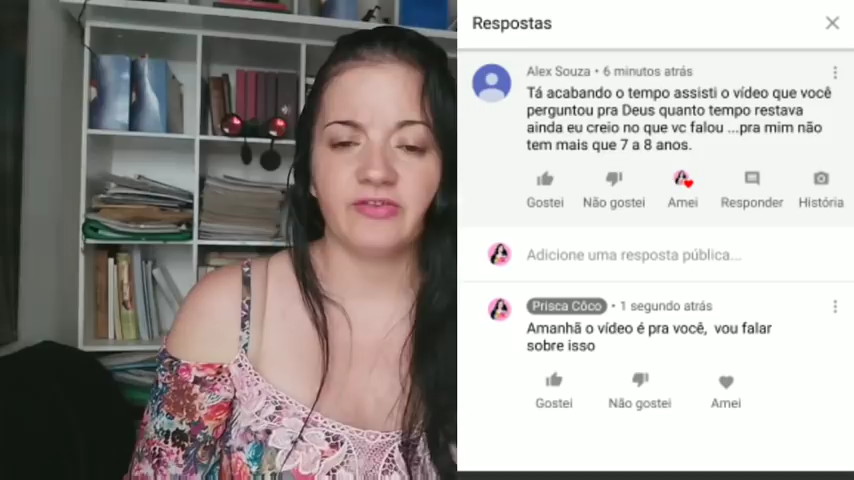 Respostas
Alex Souza • 6 minutos atrás
Tá acabando o tempo assisti o vídeo que você
perguntou pra Deus quanto tempo restava
ainda eu creio no que vc falou ...pra mim não
tem mais que 7 a 8 anos.
Gostei Não gostei Amei Responder História
Adicione uma resposta pública...
Prisca Côco • 1 segundo atrás
Amanhã o vídeo é pra você, vou falar
sobre isso
Gostei Não gostei Amei